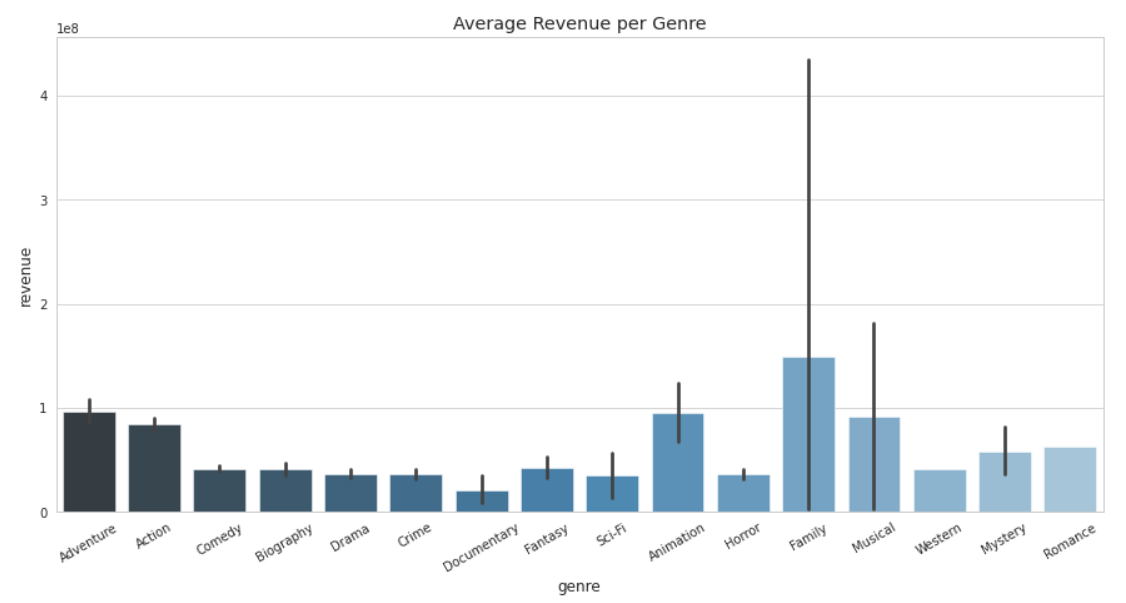 Average Revenue per Genre
1e8
4
3
2
1
0
revenue
Adventure
Action
Comedy
Biography
Drama
Crime
Documentary
Fantasy
Sci-Fi
Animation
Horror
Family
Musical
Western
Mystery
Romance
genre